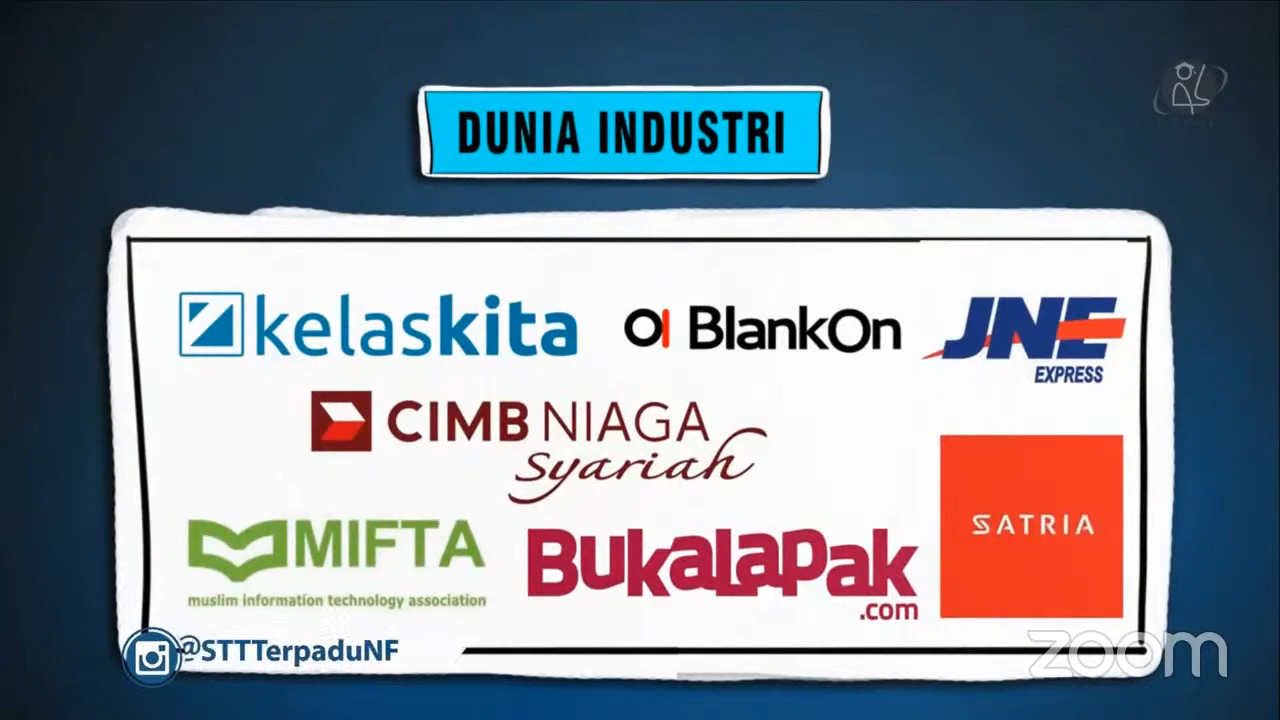 DUNIA INDUSTRI
kelaskita
BlankOn
JNE
EXPRESS
CIMB NIAGA
syariah
SATRIA
MIFTA
muslim information technology association
BUKALAPAK
.com
@STTTerpaduNF
zoom